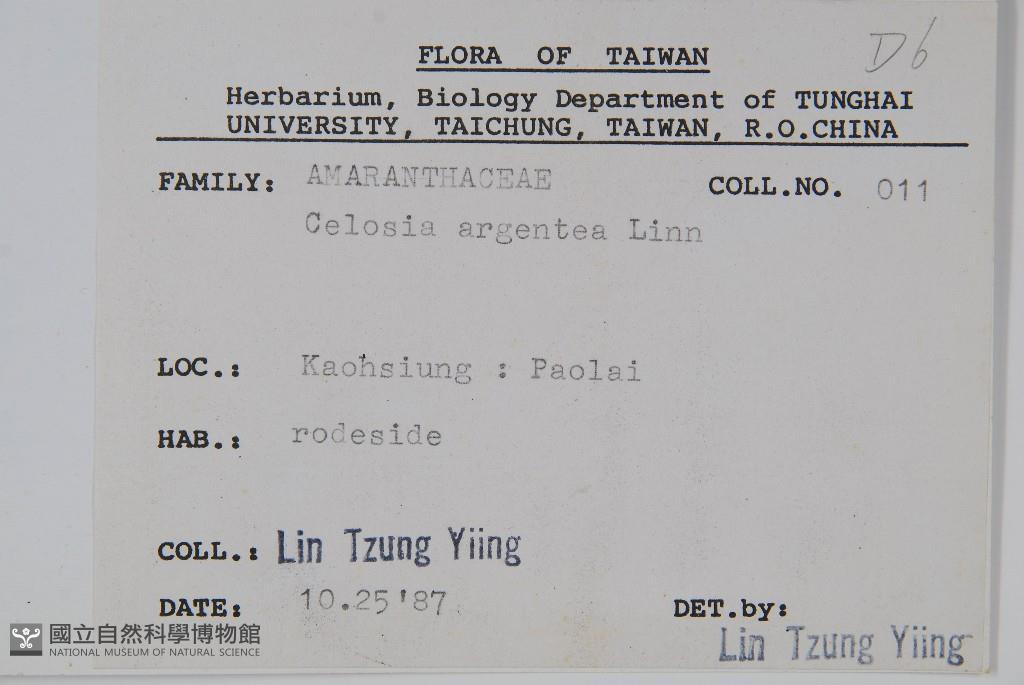 D6
FLORA OF TAIWAN
Herbarium, Biology Department of TUNGHAI
UNIVERSITY, TAICHUNG, TAIWAN, R.O.CHINA
FAMILY: AMARANTHACEAE COLL.NO. 011
Celosia argentea Linn
LOC.: Kaohsiung : Paolai
HAB.: rodeside
COLL.: Lin Tzung Yiing
DATE: 10.25'87 DET.by:
Lin Tzung Yiing
國立自然科學博物館
NATIONAL MUSEUM OF NATURAL SCIENCE